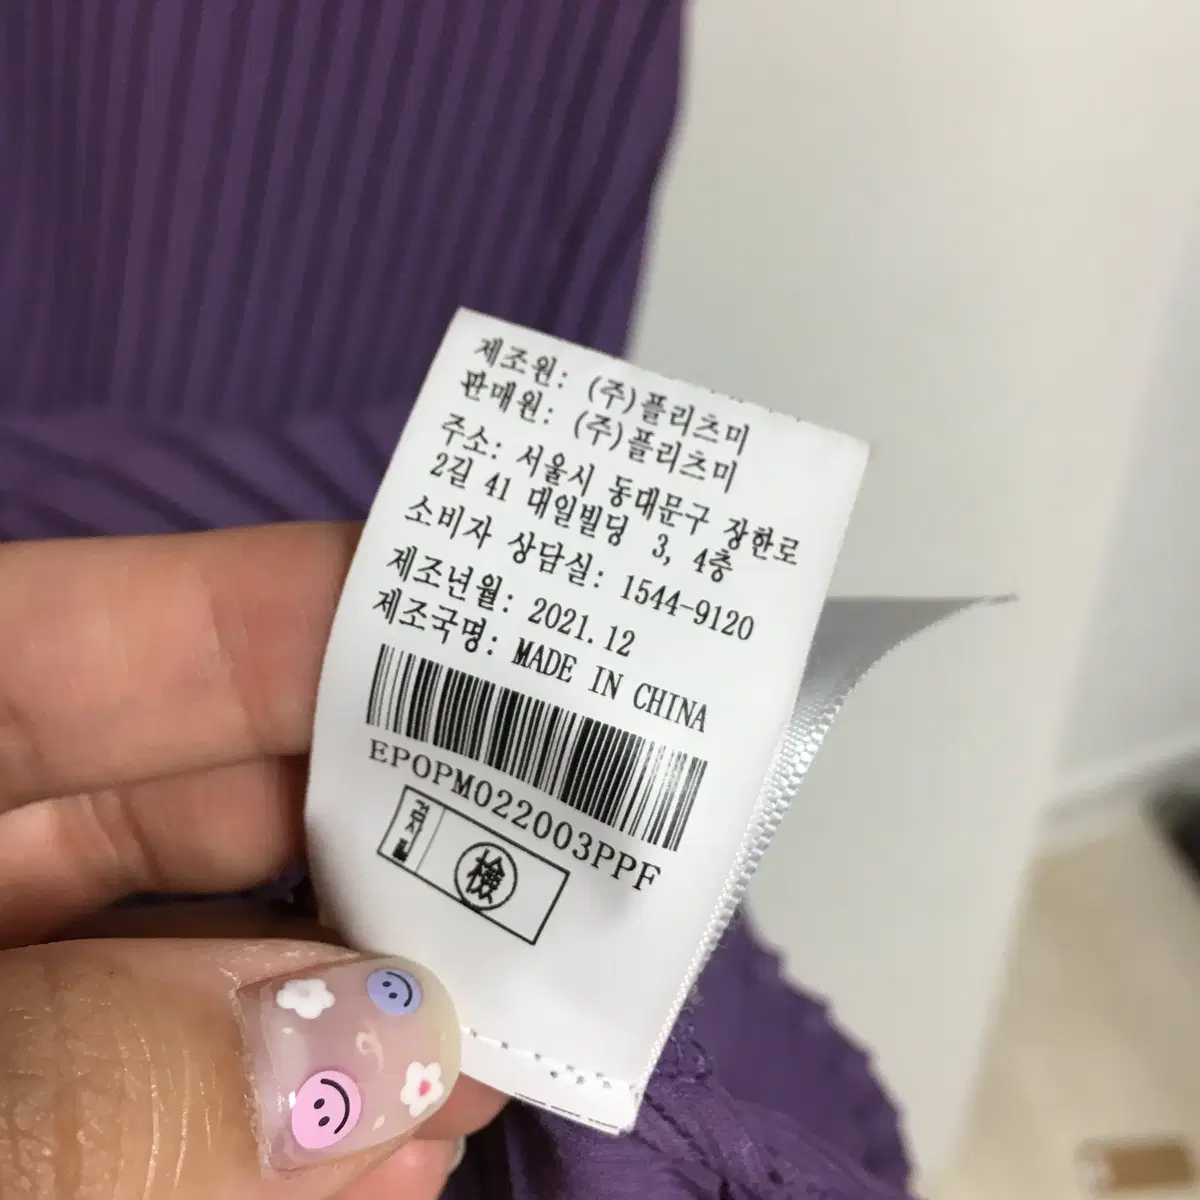 제조원: (주)플리츠미
판매원: (주)플리츠미
주소: 서울시 동대문구 장한로
2길 41 대일빌딩 3, 4층
소비자 상담실: 1544-9120
제조년월: 2021.12
제조국명: MADE IN CHINA
EPOPM022003PPF
검사품
檢